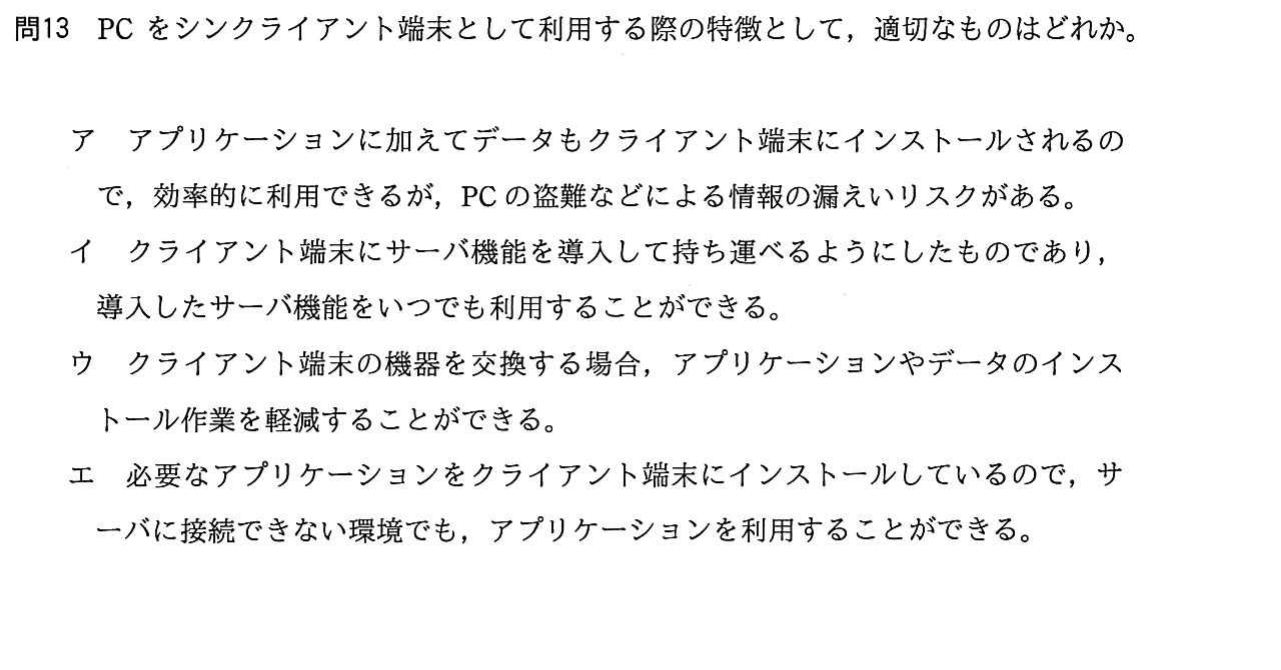 問13 PC をシンクライアント端末として利用する際の特徴として，適切なものはどれか。
ア アプリケーションに加えてデータもクライアント端末にインストールされるの
で，効率的に利用できるが，PC の盗難などによる情報の漏えいリスクがある。
イ クライアント端末にサーバ機能を導入して持ち運べるようにしたものであり，
導入したサーバ機能をいつでも利用することができる。
ウ クライアント端末の機器を交換する場合，アプリケーションやデータのインス
トール作業を軽減することができる。
エ 必要なアプリケーションをクライアント端末にインストールしているので，サ
ーバに接続できない環境でも，アプリケーションを利用することができる。